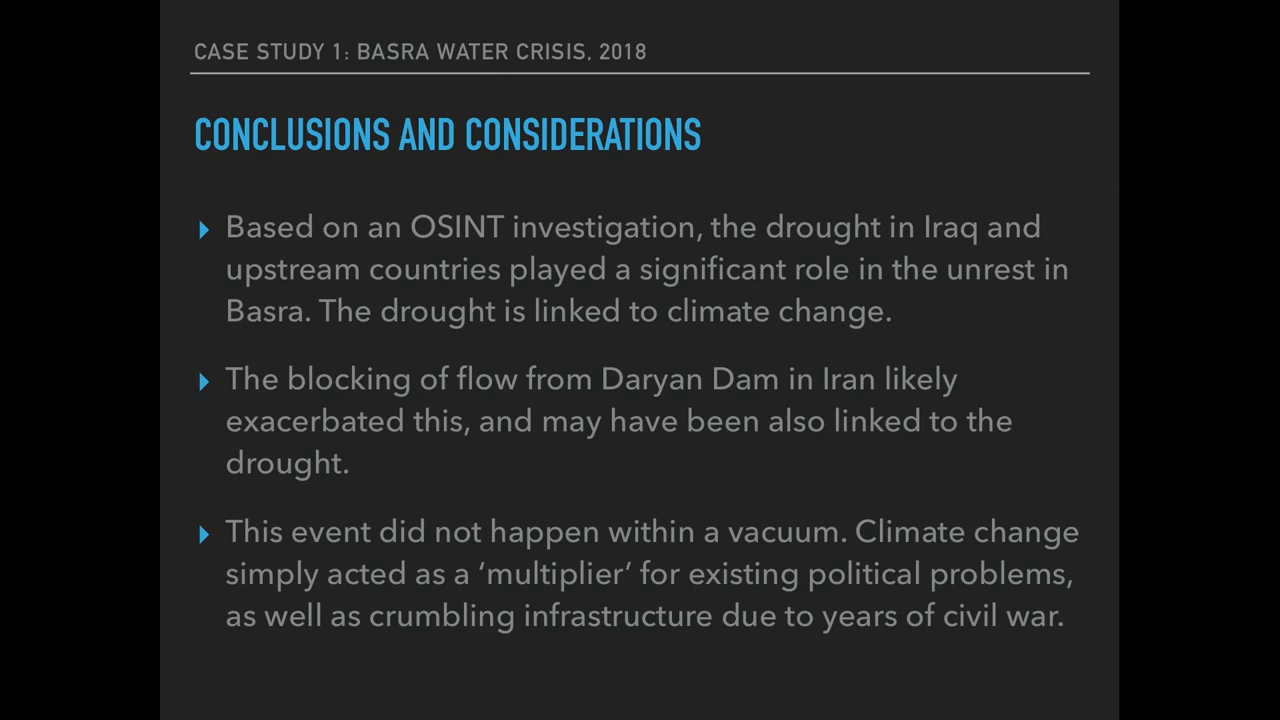 CASE STUDY 1: BASRA WATER CRISIS, 2018
CONCLUSIONS AND CONSIDERATIONS
Based on an OSINT investigation, the drought in Iraq and
upstream countries played a significant role in the unrest in
Basra. The drought is linked to climate change.
The blocking of flow from Daryan Dam in Iran likely
exacerbated this, and may have been also linked to the
drought.
This event did not happen within a vacuum. Climate change
simply acted as a ‘multiplier’ for existing political problems,
as well as crumbling infrastructure due to years of civil war.